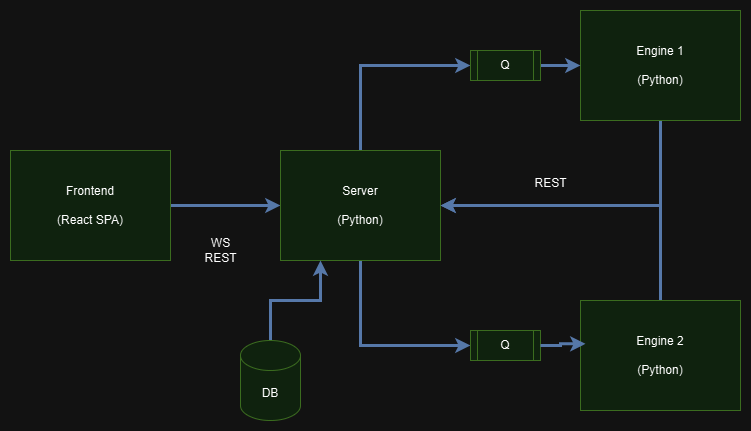 Engine 1
(Python)
Q
Frontend
(React SPA)
Server
(Python)
REST
WS
REST
Q
Engine 2
(Python)
DB